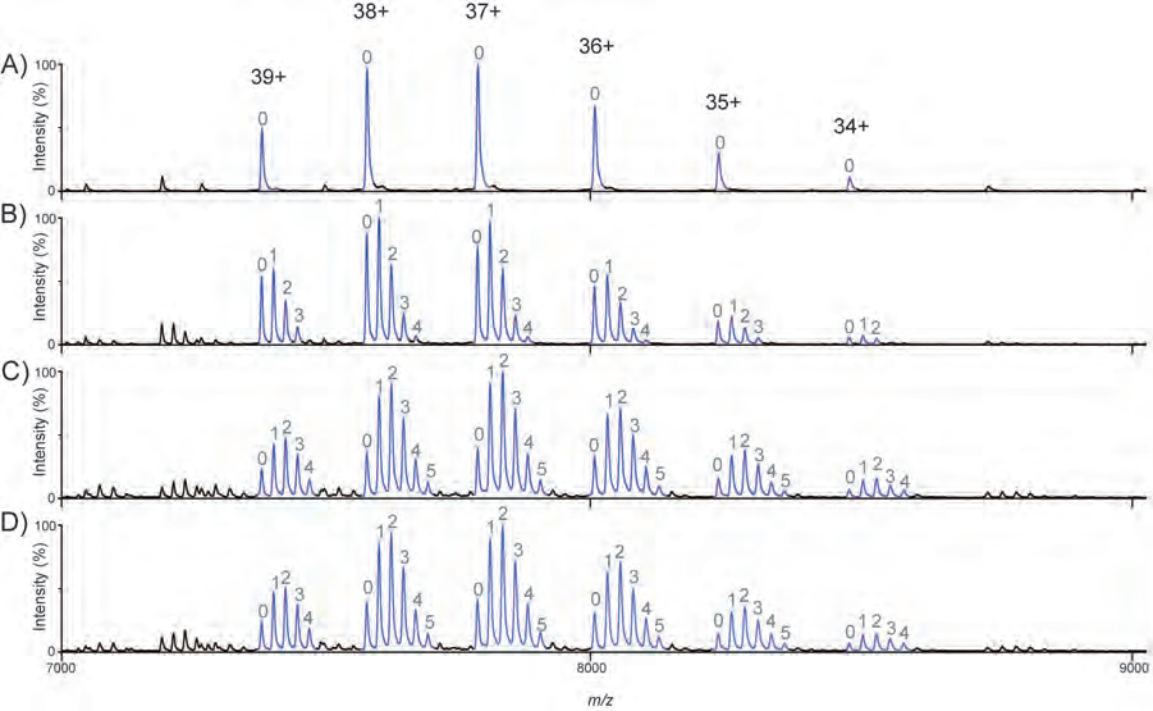 38+ 37+
36+
39+
35+
34+
A)
Intensity (%)
100
0
0 0 0 0 0 0
B)
Intensity (%)
100
0
0 1 2 3
0 1 2 3 4
0 1 2 3 4
0 1 2 3 4
0 1 2 3
0 1 2
C)
Intensity (%)
100
0
0 1 2 3 4
0 1 2 3 4 5
0 1 2 3 4 5
0 1 2 3 4 5
0 1 2 3 4 5
0 1 2 3 4
D)
Intensity (%)
100
0
0 1 2 3 4
0 1 2 3 4 5
0 1 2 3 4 5
0 1 2 3 4 5
0 1 2 3 4 5
0 1 2 3 4
7000 8000 9000
m/z